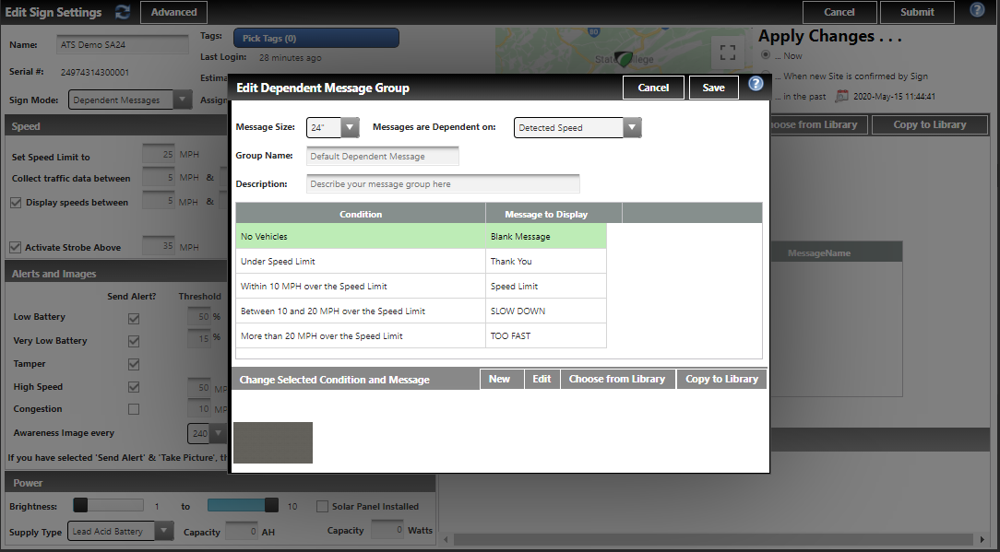 Edit Sign Settings
Advanced
Cancel
Submit
?
Name:
ATS Demo SA24
Tags:
Pick Tags (0)
Last Login: 28 minutes ago
Serial #: 24974314300001
Sign Mode: Dependent Messages
80
State College
Apply Changes . . .
... Now
... When new Site is confirmed by Sign
... in the past 2020-May-15 11:44:41
Copy to Library
Speed
Set Speed Limit to 25 MPH
Collect traffic data between 5 MPH &
Display speeds between 5 MPH &
Activate Strobe Above 35 MPH
Alerts and Images
Send Alert? Threshold
Low Battery 50 %
Very Low Battery 15 %
Tamper
High Speed 50
Congestion 10
Awareness Image every 240
If you have selected 'Send Alert' & 'Take Picture',
Power
Brightness: 1 to 10 Solar Panel Installed
Supply Type Lead Acid Battery Capacity 0 AH Capacity 0 Watts
MessageName
Edit Dependent Message Group
Cancel
Save
?
Message Size: 24" Messages are Dependent on: Detected Speed
Group Name: Default Dependent Message
Description: Describe your message group here
Condition Message to Display
No Vehicles Blank Message
Under Speed Limit Thank You
Within 10 MPH over the Speed Limit Speed Limit
Between 10 and 20 MPH over the Speed Limit SLOW DOWN
More than 20 MPH over the Speed Limit TOO FAST
Change Selected Condition and Message New Edit Choose from Library Copy to Library